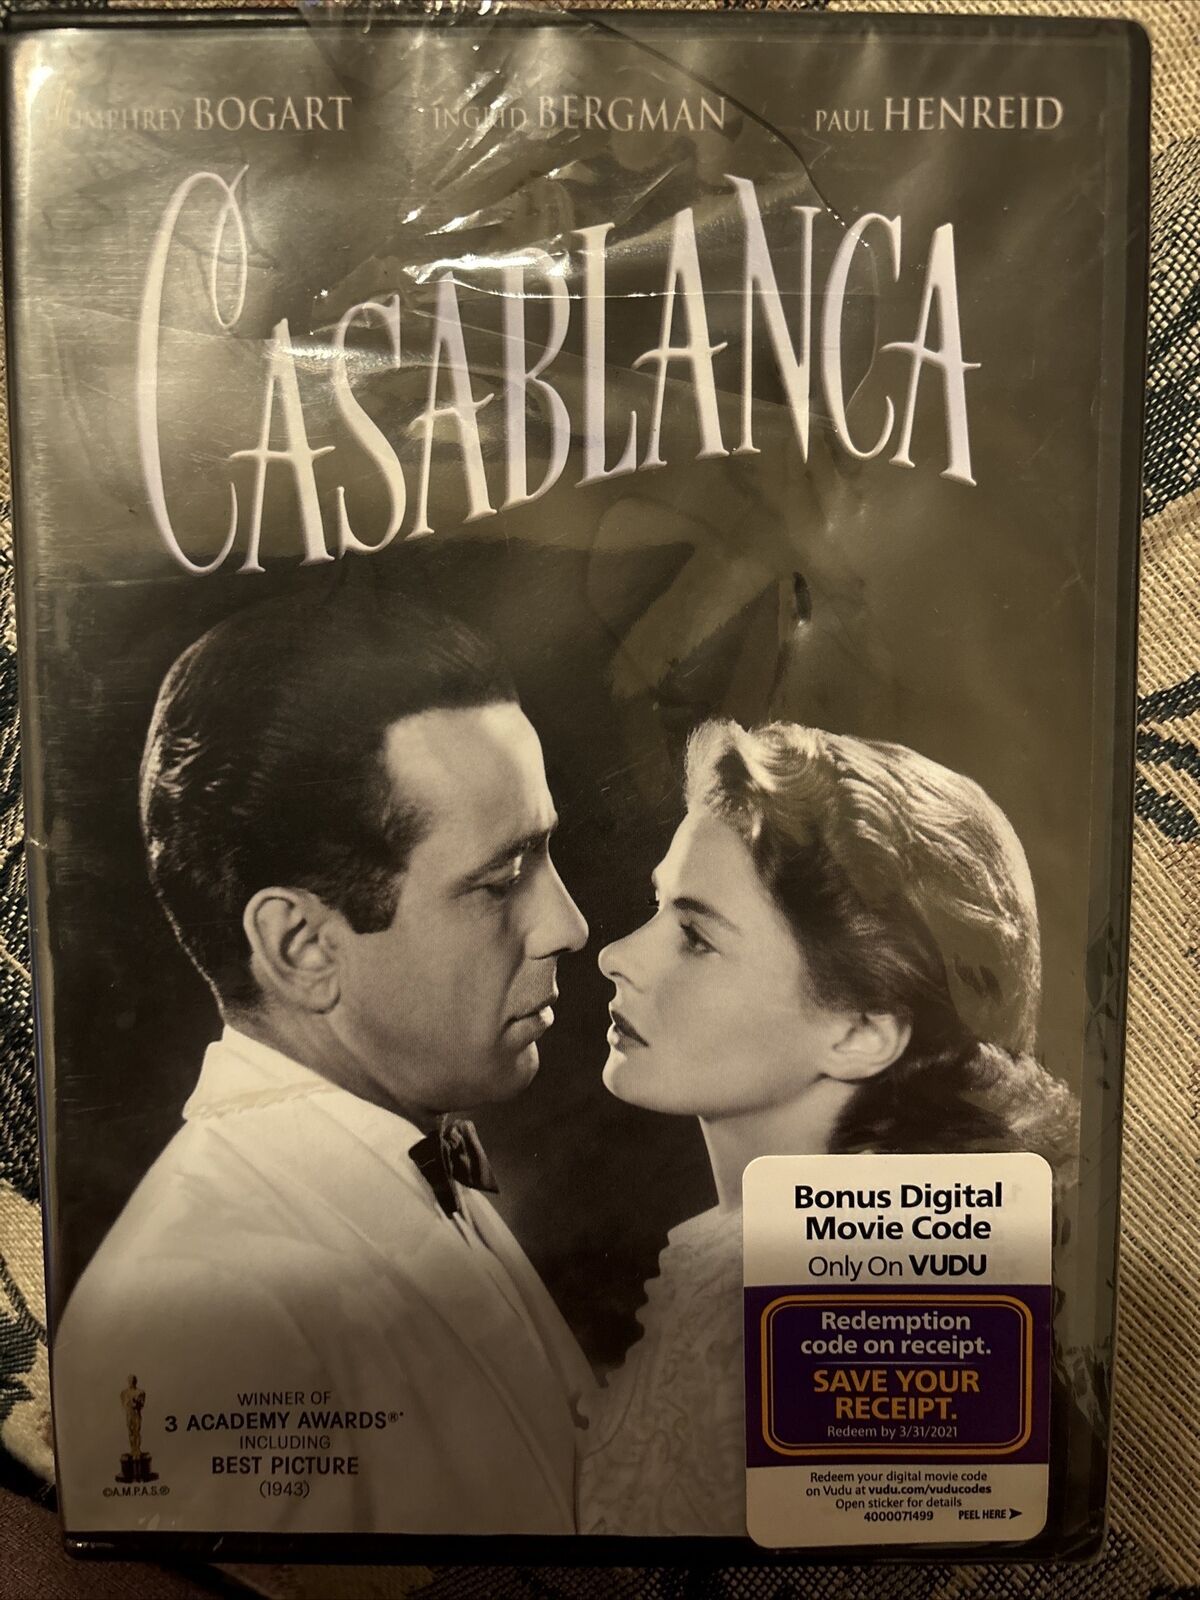 HUMPHREY BOGART INGRID BERGMAN PAUL HENREID
CASABLANCA
Bonus Digital
Movie Code
Only On VUDU
Redemption
code on receipt.
SAVE YOUR
RECEIPT.
Redeem by 3/31/2021
Redeem your digital movie code
on Vudu at vudu.com/vuducodes
Open sticker for details
4000071499 PEEL HERE
WINNER OF
3 ACADEMY AWARDS®*
INCLUDING
BEST PICTURE
(1943)
©A.M.P.A.S.®